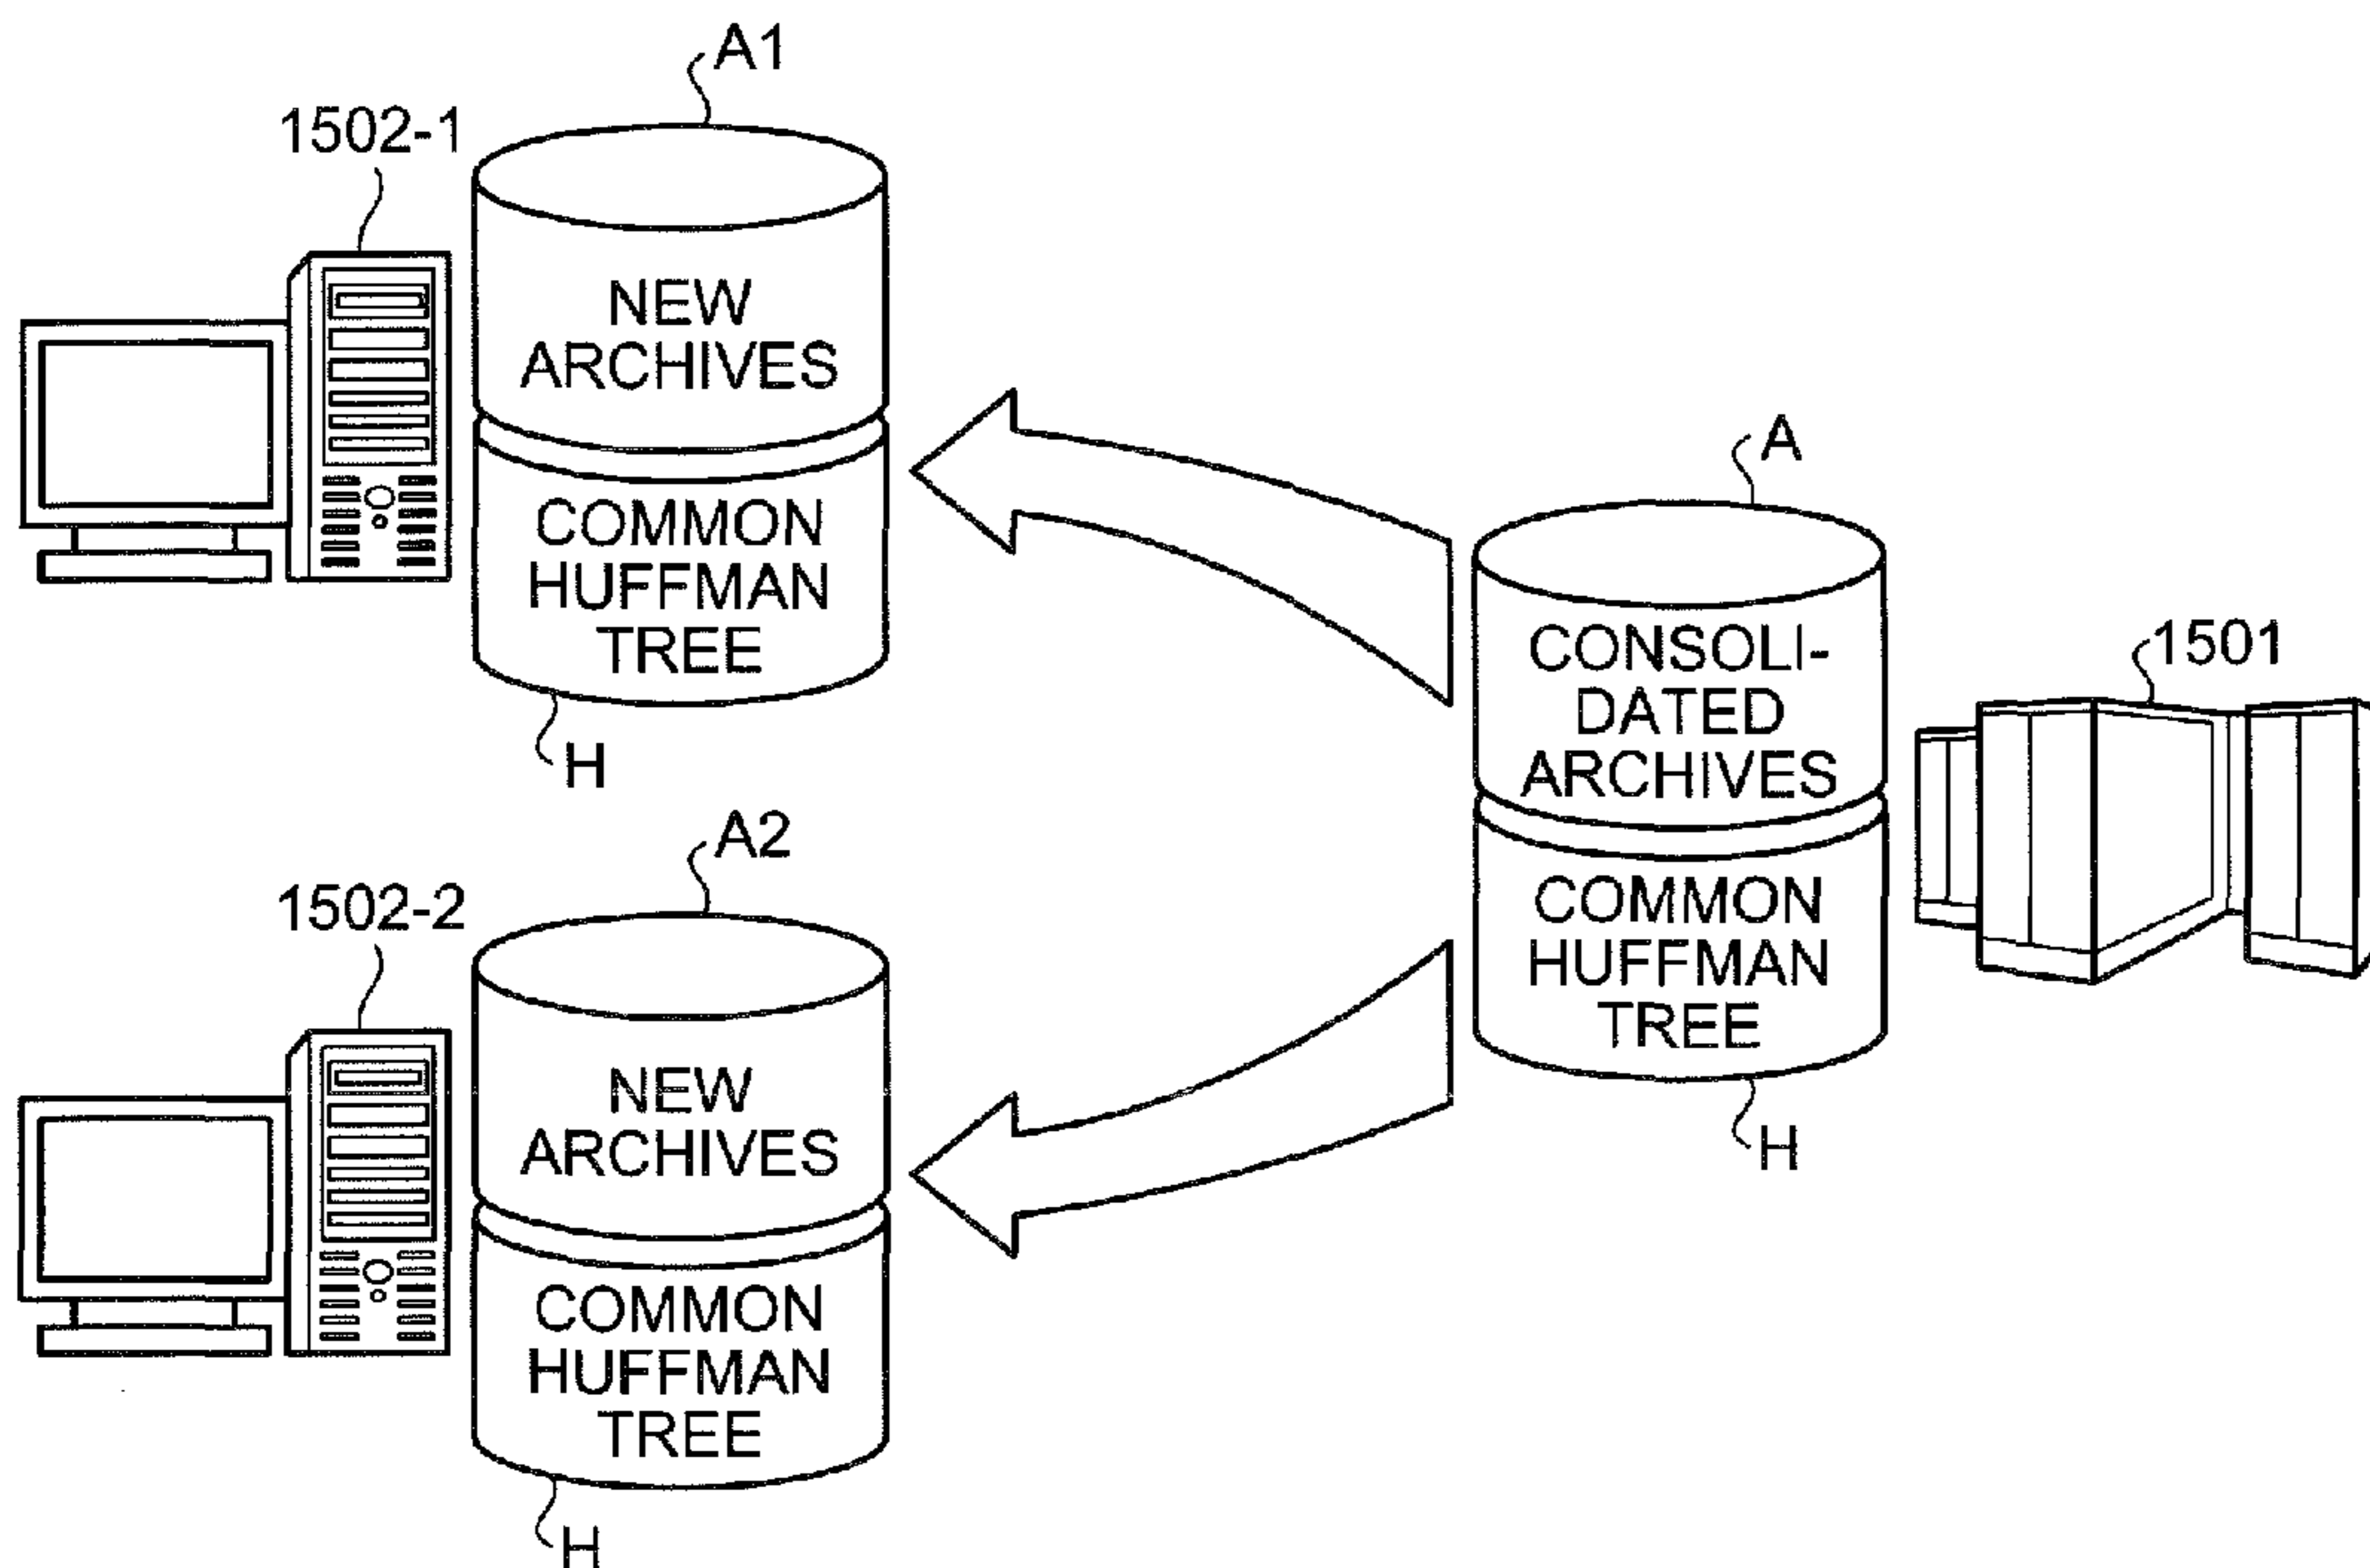 A1
1502-1
NEW
ARCHIVES
COMMON
HUFFMAN
TREE
H
A2
1502-2
NEW
ARCHIVES
COMMON
HUFFMAN
TREE
H
A
CONSOLI-
DATED
ARCHIVES
COMMON
HUFFMAN
TREE
H
1501